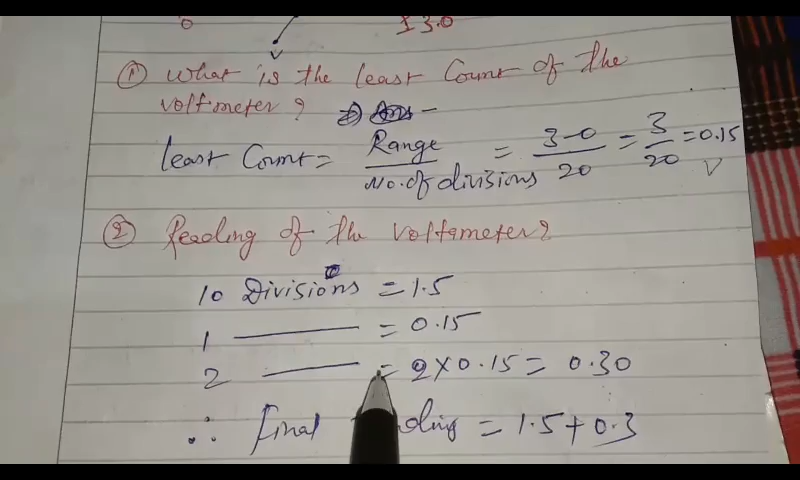 0 13.0
V
① What is the least Count of the
voltmeter? Ans -
least Count = Range / No. of divisions = 3-0 / 20 = 3 / 20 = 0.15 V
② Reading of the voltameter?
10 Divisions = 1.5
1 —— = 0.15
2 —— = 2 × 0.15 = 0.30
∴ final = 1.5 + 0.3